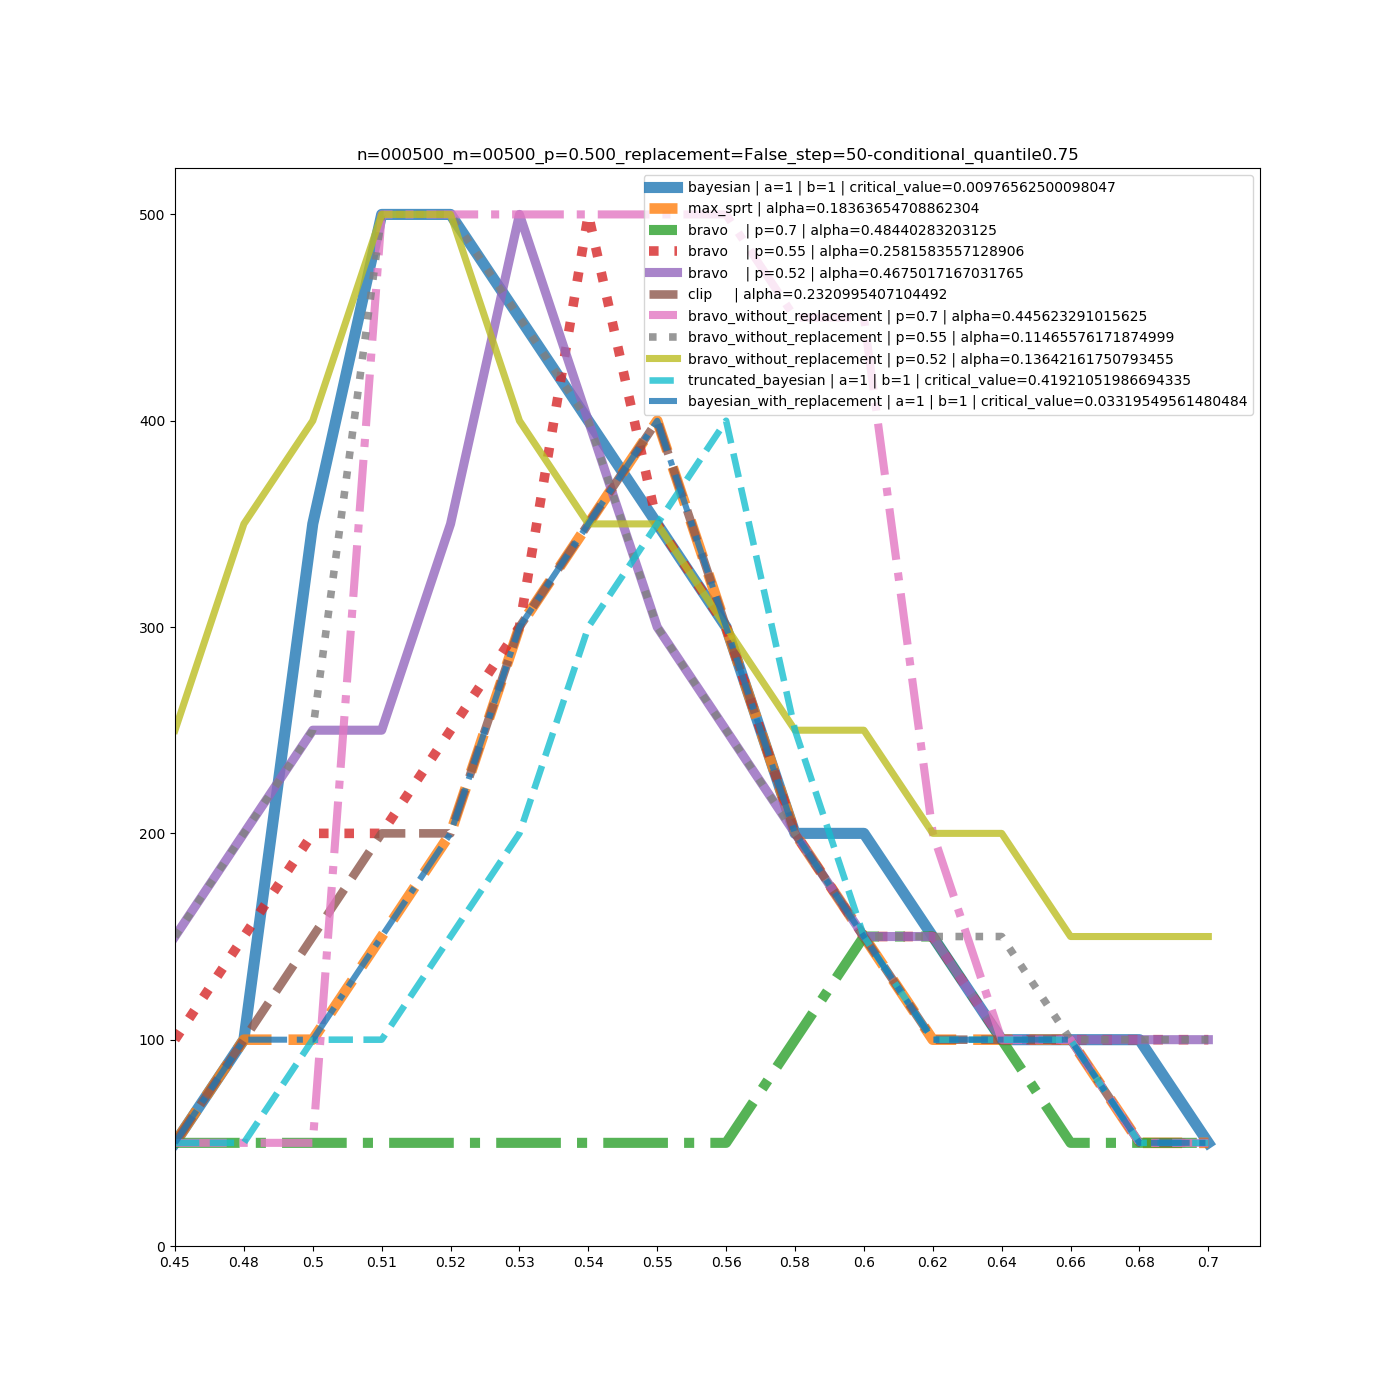 n=000500_m=00500_p=0.500_replacement=False_step=50-conditional_quantile0.75
bayesian | a=1 | b=1 | critical_value=0.00976562500098047
max_sprt | alpha=0.18363654708862304
bravo    | p=0.7 | alpha=0.48440283203125
bravo    | p=0.55 | alpha=0.2581583557128906
bravo    | p=0.52 | alpha=0.4675017167031765
clip     | alpha=0.2320995407104492
bravo_without_replacement | p=0.7 | alpha=0.445623291015625
bravo_without_replacement | p=0.55 | alpha=0.11465576171874999
bravo_without_replacement | p=0.52 | alpha=0.13642161750793455
truncated_bayesian | a=1 | b=1 | critical_value=0.41921051986694335
bayesian_with_replacement | a=1 | b=1 | critical_value=0.03319549561480484
500
400
300
200
100
0
0.45 0.48 0.5 0.51 0.52 0.53 0.54 0.55 0.56 0.58 0.6 0.62 0.64 0.66 0.68 0.7